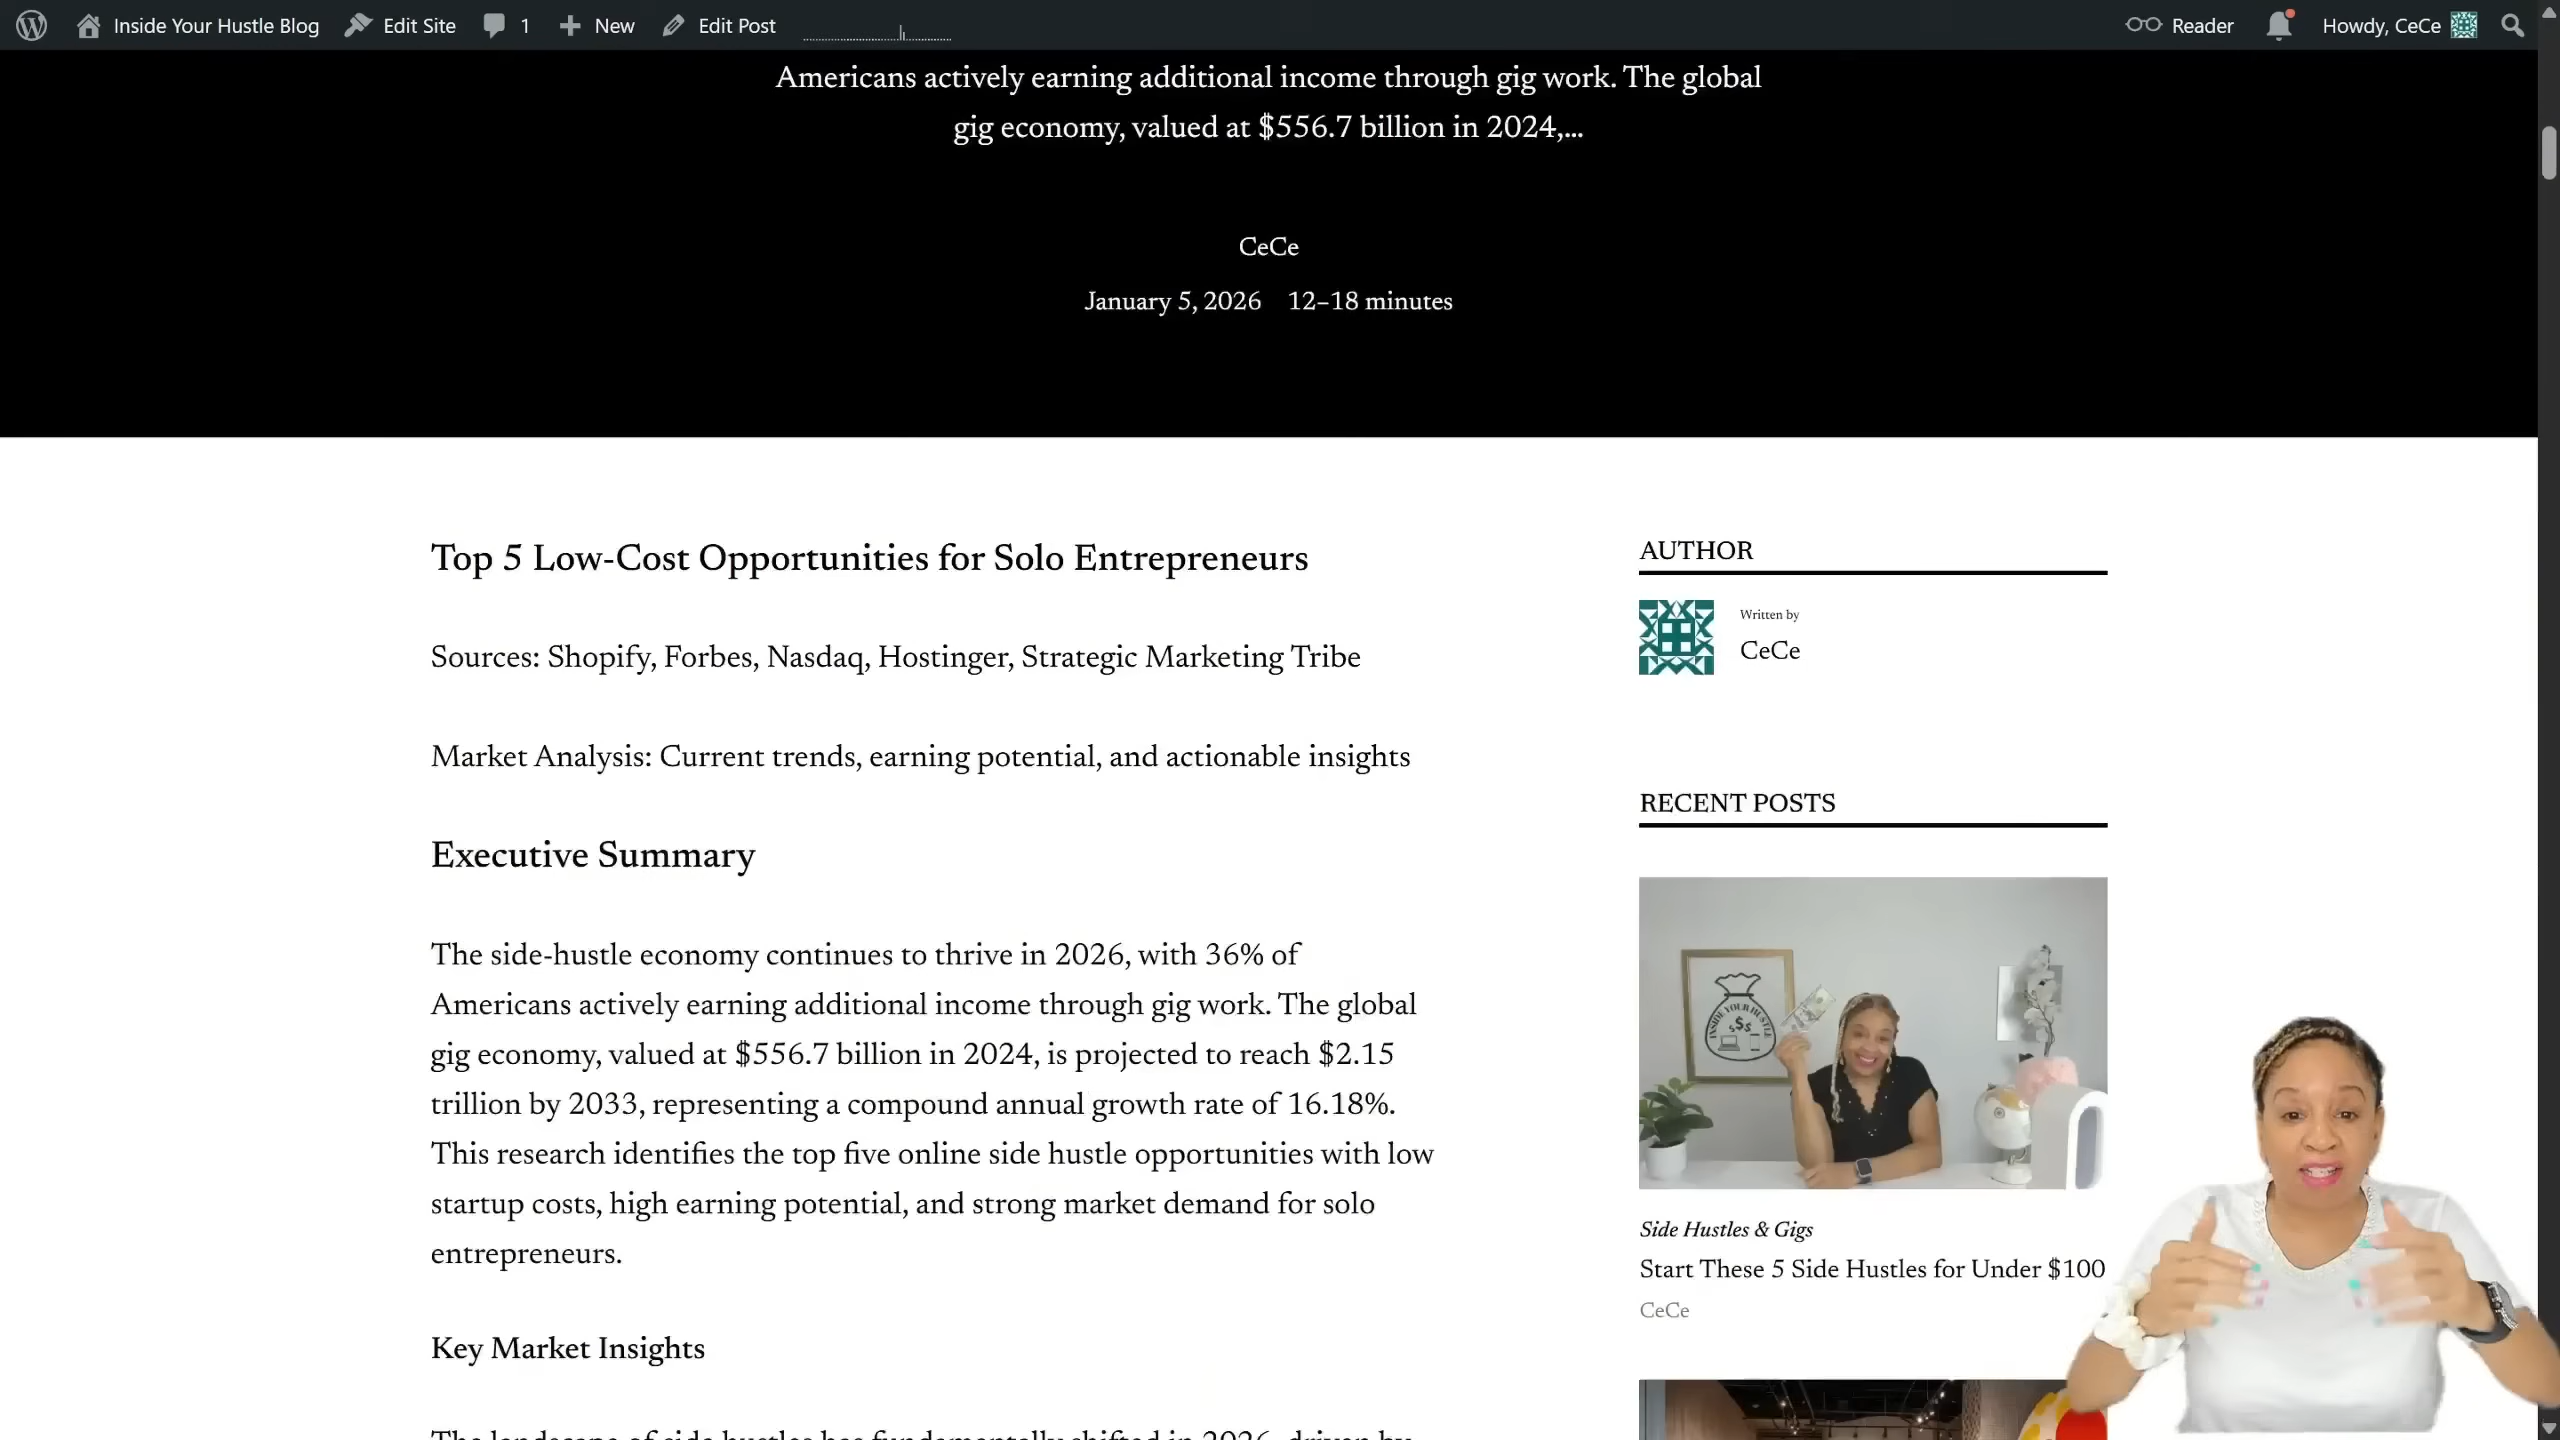 Inside Your Hustle Blog Edit Site 1 New Edit Post Reader Howdy, CeCe
Americans actively earning additional income through gig work. The global
gig economy, valued at $556.7 billion in 2024,...
CeCe
January 5, 2026 12–18 minutes
Top 5 Low-Cost Opportunities for Solo Entrepreneurs
Sources: Shopify, Forbes, Nasdaq, Hostinger, Strategic Marketing Tribe
Market Analysis: Current trends, earning potential, and actionable insights
Executive Summary
The side-hustle economy continues to thrive in 2026, with 36% of
Americans actively earning additional income through gig work. The global
gig economy, valued at $556.7 billion in 2024, is projected to reach $2.15
trillion by 2033, representing a compound annual growth rate of 16.18%.
This research identifies the top five online side hustle opportunities with low
startup costs, high earning potential, and strong market demand for solo
entrepreneurs.
Key Market Insights
The landscape of side hustles has fundamentally shifted in 2026, driven by
AUTHOR
Written by
CeCe
RECENT POSTS
INSIDE YOUR HUSTLE
$$$
Side Hustles & Gigs
Start These 5 Side Hustles for Under $100
CeCe